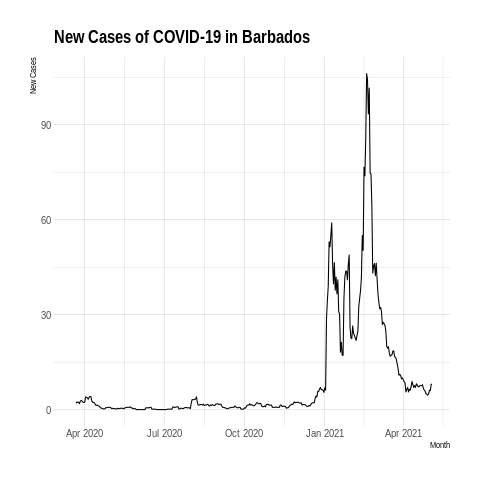 New Cases of COVID-19 in Barbados
New Cases
90
60
30
0
Apr 2020 Jul 2020 Oct 2020 Jan 2021 Apr 2021
Month